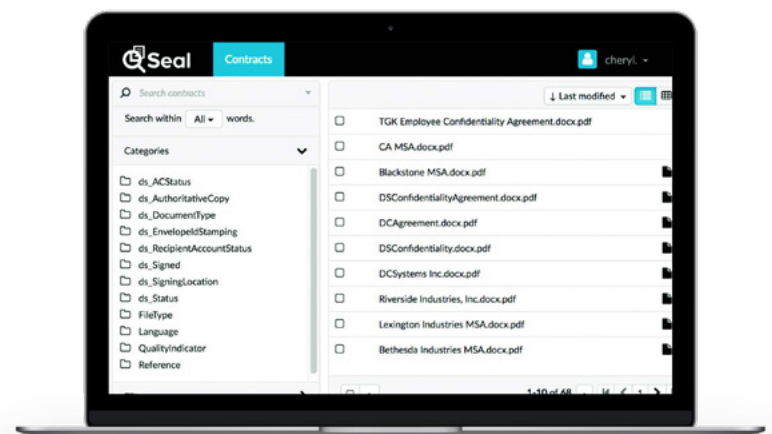 Seal
Contracts
cheryl.
Search contracts
↓ Last modified
Search within All words.
Categories
ds_ACStatus
ds_AuthoritativeCopy
ds_DocumentType
ds_EnvelopeIdStamping
ds_RecipientAccountStatus
ds_Signed
ds_SigningLocation
ds_Status
FileType
Language
QualityIndicator
Reference
TGK Employee Confidentiality Agreement.docx.pdf
CA MSA.docx.pdf
Blackstone MSA.docx.pdf
DSConfidentialityAgreement.docx.pdf
DCAgreement.docx.pdf
DSConfidentiality.docx.pdf
DCSystems Inc.docx.pdf
Riverside Industries, Inc.docx.pdf
Lexington Industries MSA.docx.pdf
Bethesda Industries MSA.docx.pdf
1-10 of 68